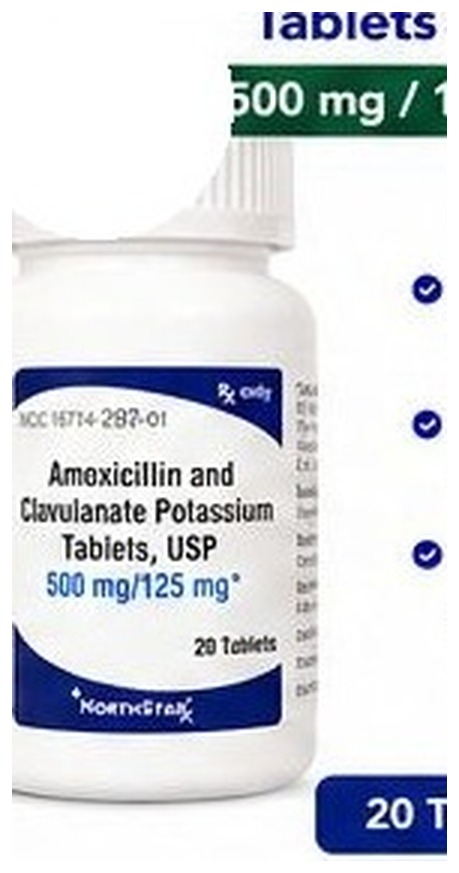 Tablets
500 mg / 1
Rx only
NDC 16714-297-01
Amoxicillin and
Clavulanate Potassium
Tablets, USP
500 mg/125 mg*
20 Tablets
NORTHSTAR
20 T